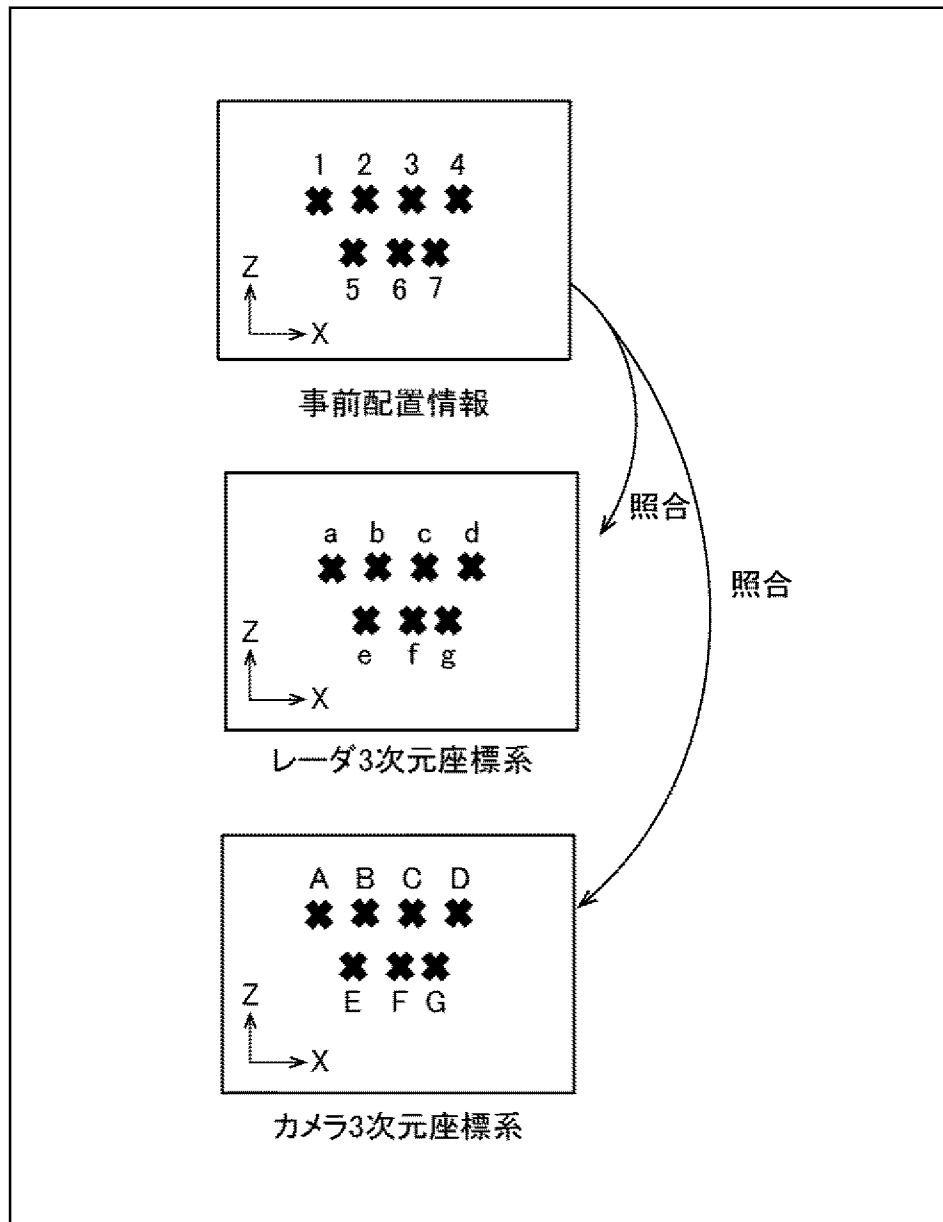 1 2 3 4
5 6 7
Z
X
事前配置情報
照合
照合
a b c d
e f g
Z
X
レーダ3次元座標系
A B C D
E F G
Z
X
カメラ3次元座標系